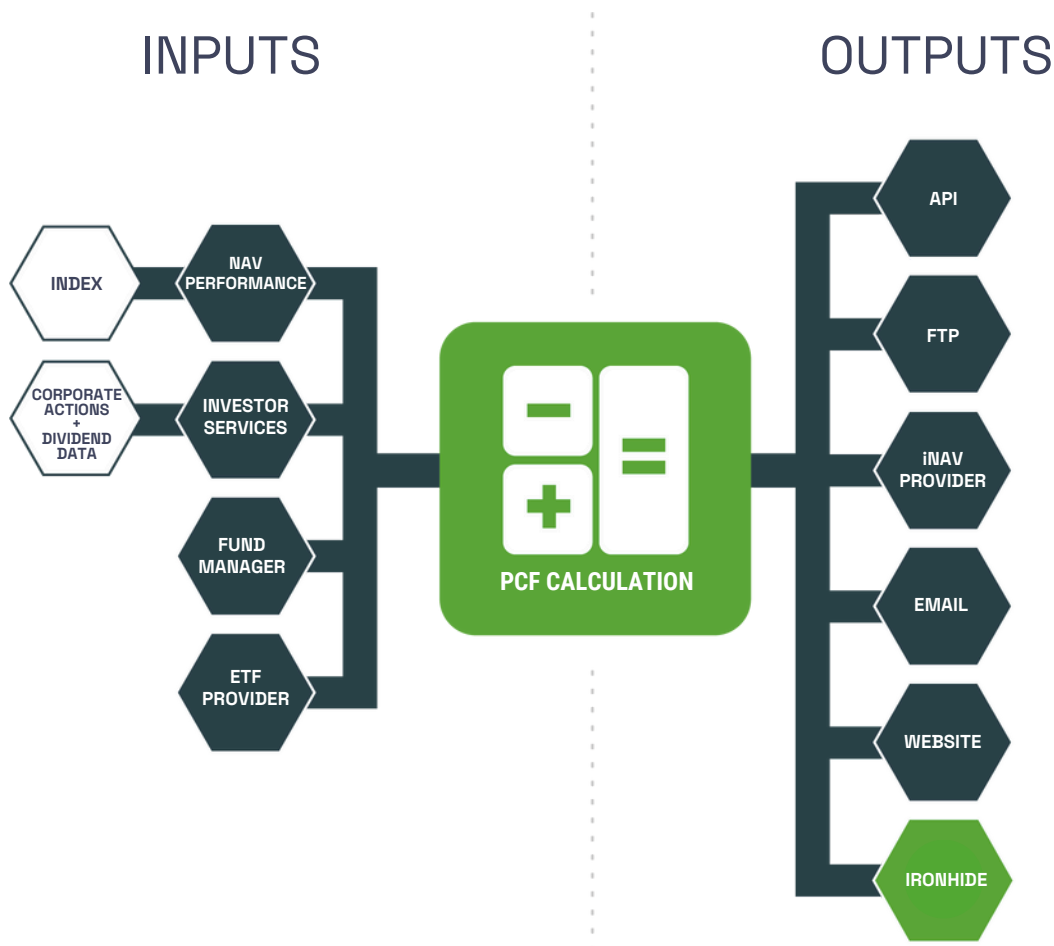 INPUTS
OUTPUTS
INDEX
NAV
PERFORMANCE
CORPORATE
ACTIONS
+
DIVIDEND
DATA
INVESTOR
SERVICES
FUND
MANAGER
ETF
PROVIDER
PCF CALCULATION
API
FTP
iNAV
PROVIDER
EMAIL
WEBSITE
IRONHIDE